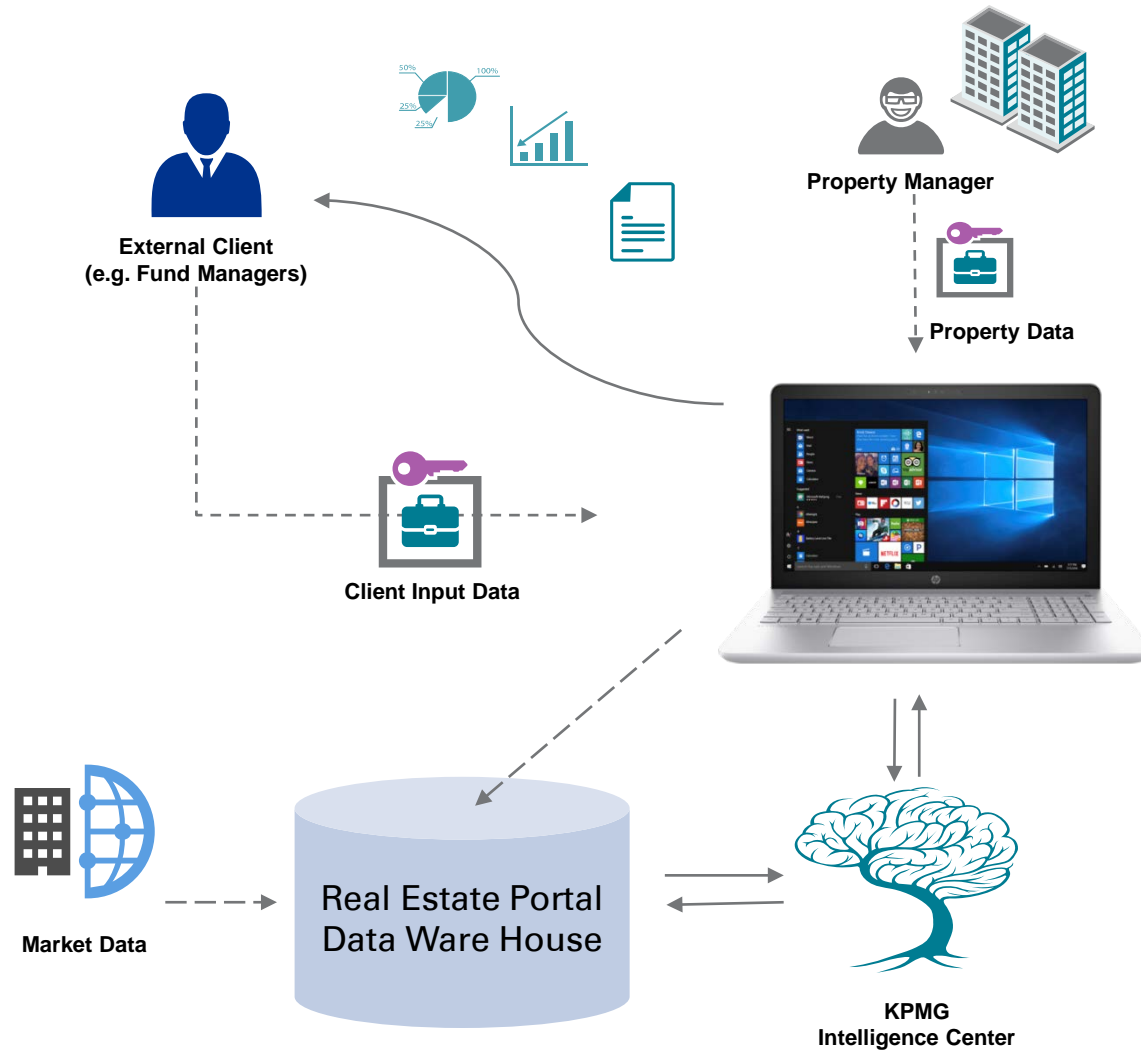 50%
100%
25%
25%
Property Manager
External Client
(e.g. Fund Managers)
Property Data
Client Input Data
Real Estate Portal
Data Ware House
Market Data
KPMG
Intelligence Center